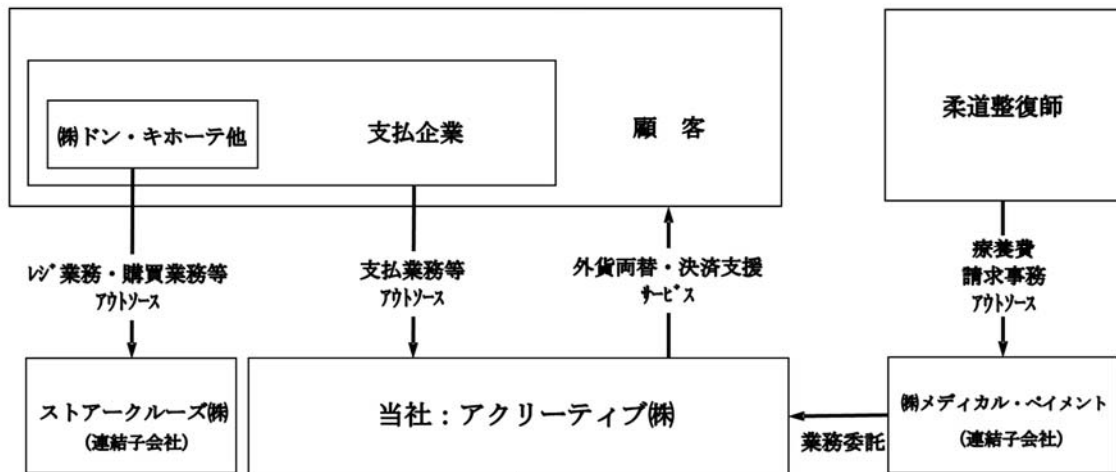 ㈱ドン・キホーテ他
支払企業
顧 客
柔道整復師
ﾚｼﾞ業務・購買業務等
ｱｳﾄｿｰｽ
支払業務等
ｱｳﾄｿｰｽ
外貨両替・決済支援
ｻｰﾋﾞｽ
療養費
請求事務
ｱｳﾄｿｰｽ
ストアークルーズ㈱
(連結子会社)
当社：アクリーティブ㈱
業務委託
㈱メディカル・ペイメント
(連結子会社)